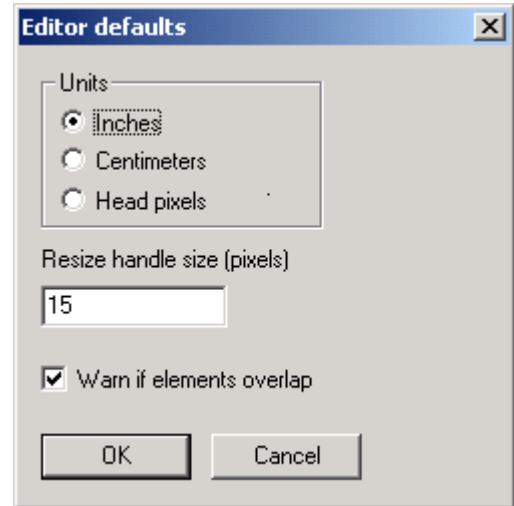 Editor defaults
Units
Inches
Centimeters
Head pixels
Resize handle size (pixels)
15
Warn if elements overlap
OK
Cancel